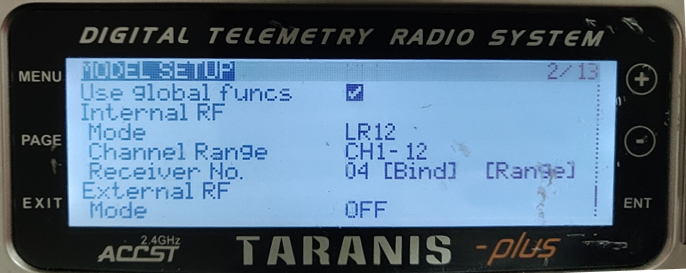 DIGITAL TELEMETRY RADIO SYSTEM
MENU
MODEL SETUP 2/13
+
Use global funcs
Internal RF
Mode LR12
PAGE
Channel Range CH1-12
-
Receiver No. 04 [Bind] [Range]
External RF
EXIT
ENT
Mode OFF
2.4GHz
ACCST
TARANIS -plus